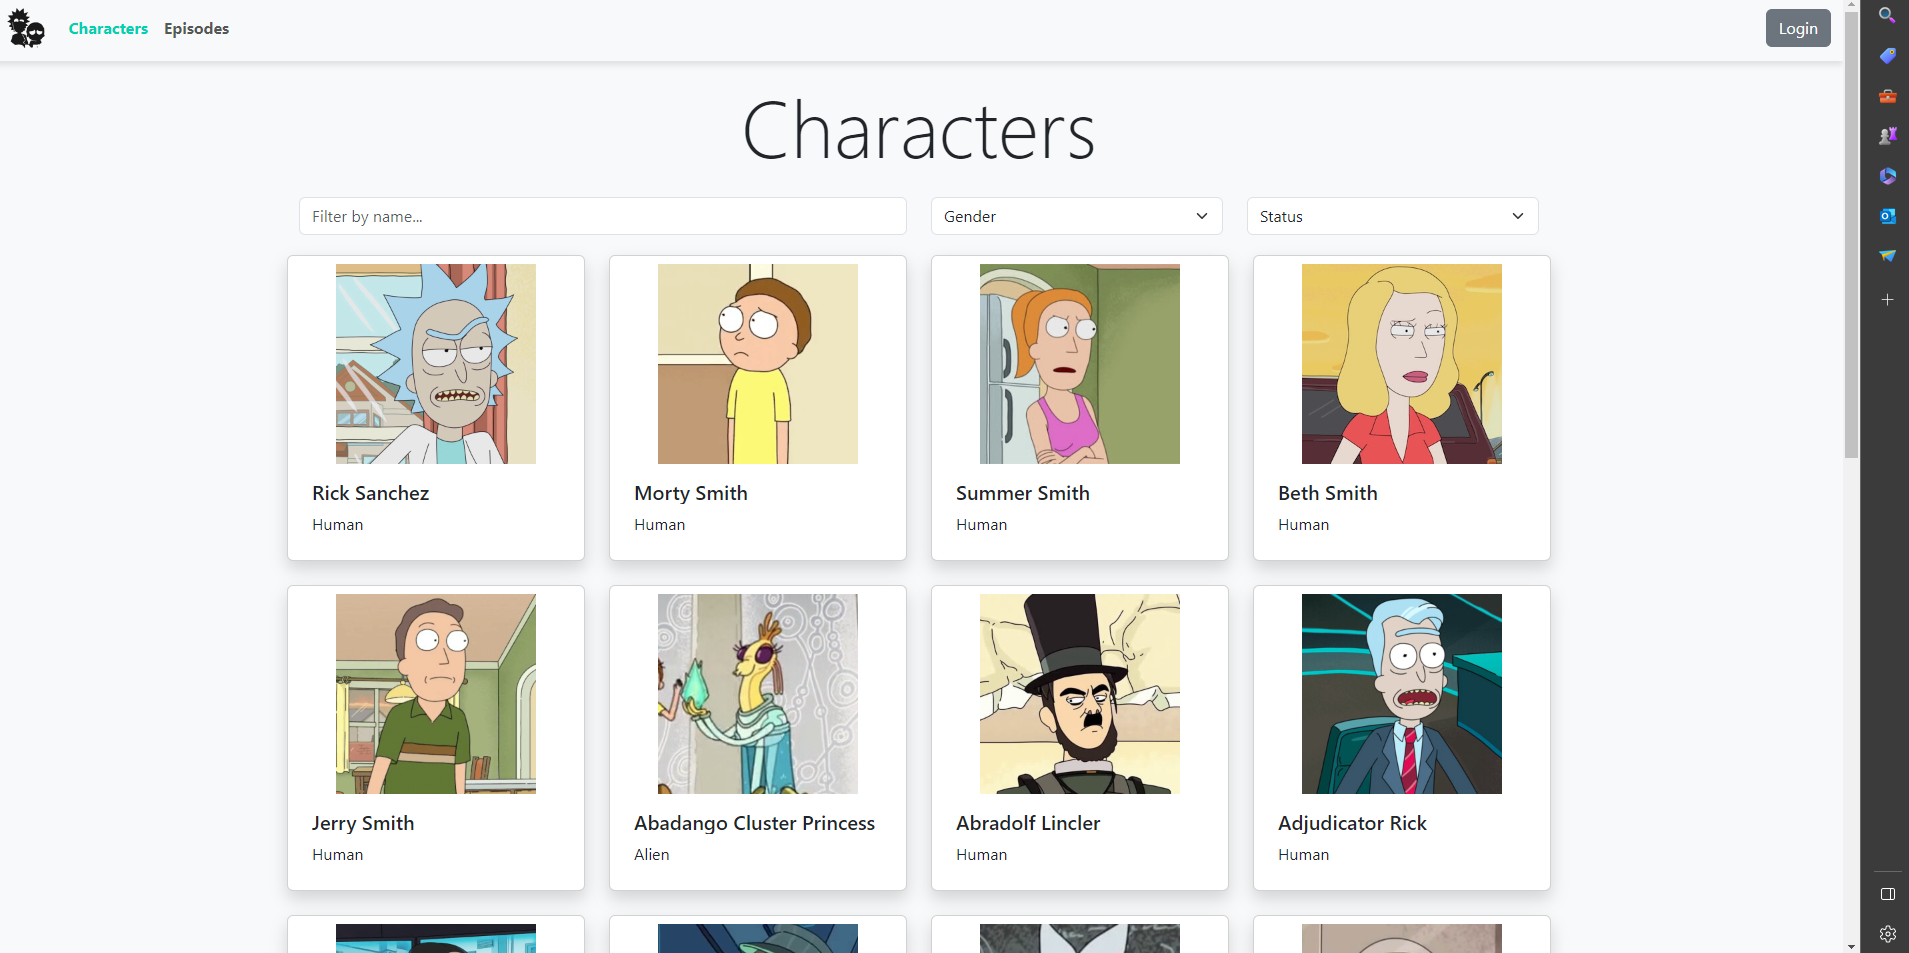 Characters Episodes Login
Characters
Filter by name... Gender Status
Rick Sanchez Morty Smith Summer Smith Beth Smith
Human Human Human Human
Jerry Smith Abadango Cluster Princess Abradolf Lincler Adjudicator Rick
Human Alien Human Human